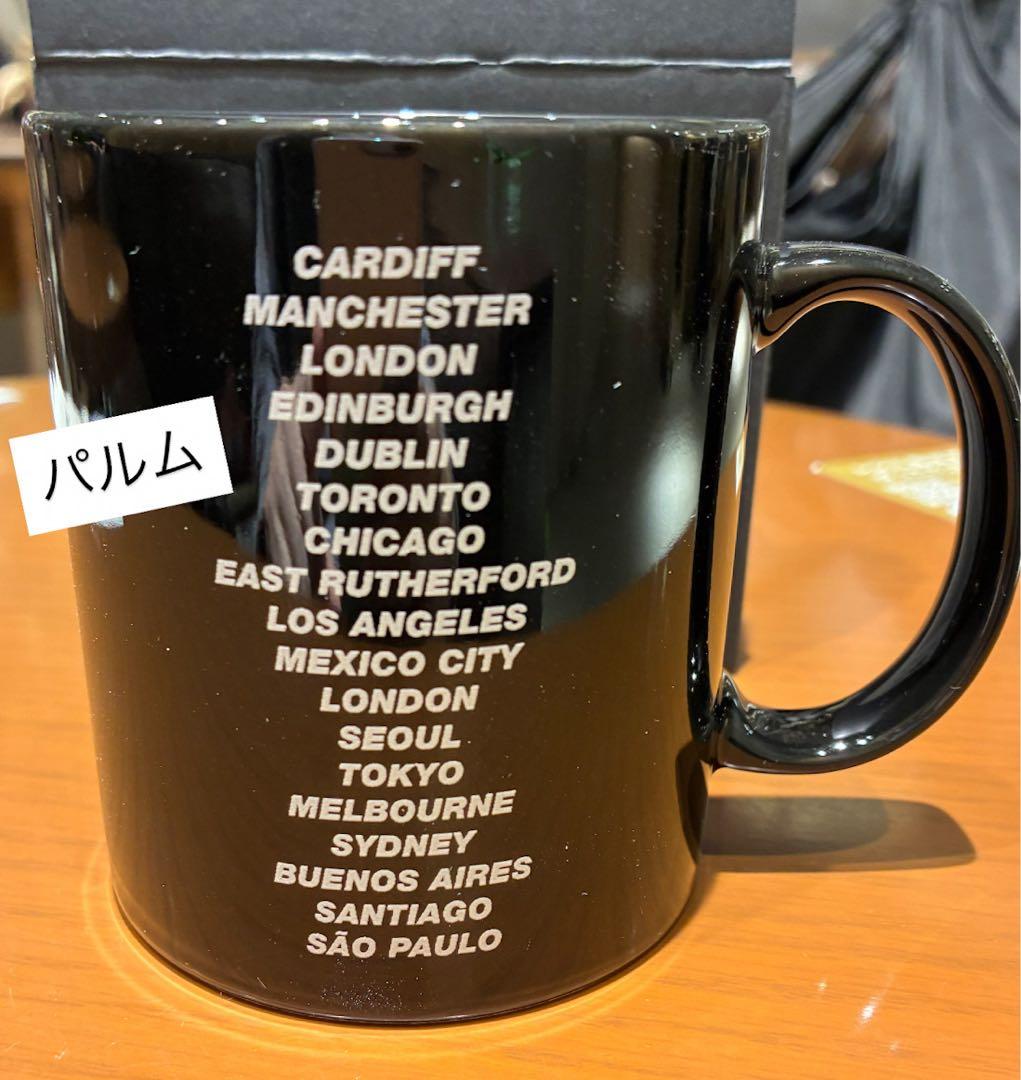 CARDIFF
MANCHESTER
LONDON
EDINBURGH
DUBLIN
パルム
TORONTO
CHICAGO
EAST RUTHERFORD
LOS ANGELES
MEXICO CITY
LONDON
SEOUL
TOKYO
MELBOURNE
SYDNEY
BUENOS AIRES
SANTIAGO
SÃO PAULO